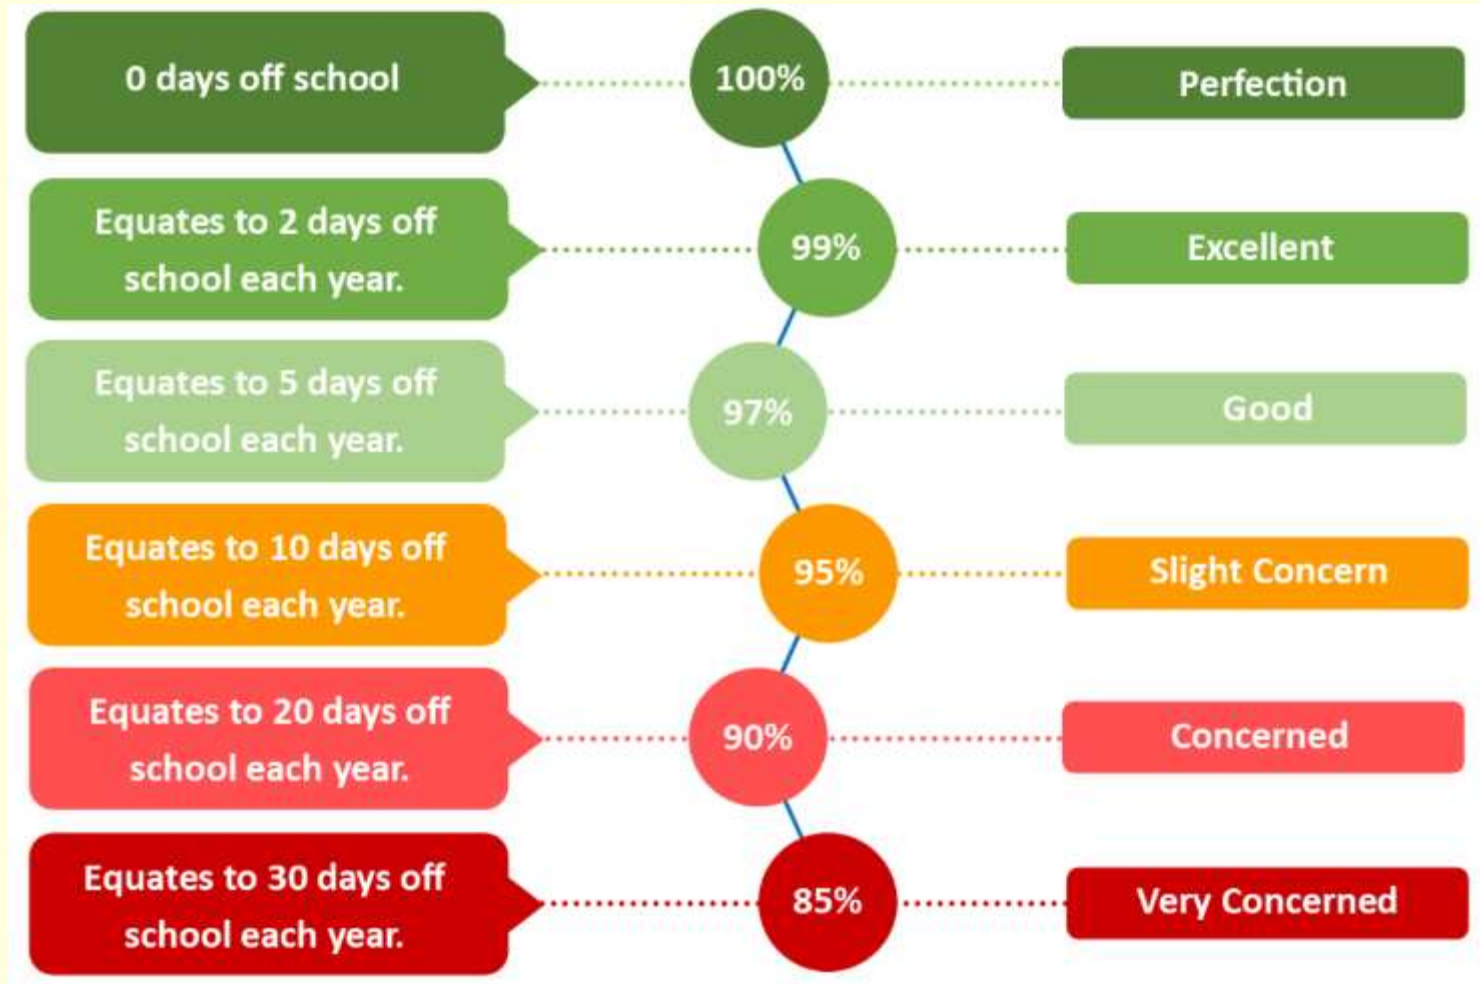 0 days off school
100%
Perfection
Equates to 2 days off
school each year.
99%
Excellent
Equates to 5 days off
school each year.
97%
Good
Equates to 10 days off
school each year.
95%
Slight Concern
Equates to 20 days off
school each year.
90%
Concerned
Equates to 30 days off
school each year.
85%
Very Concerned